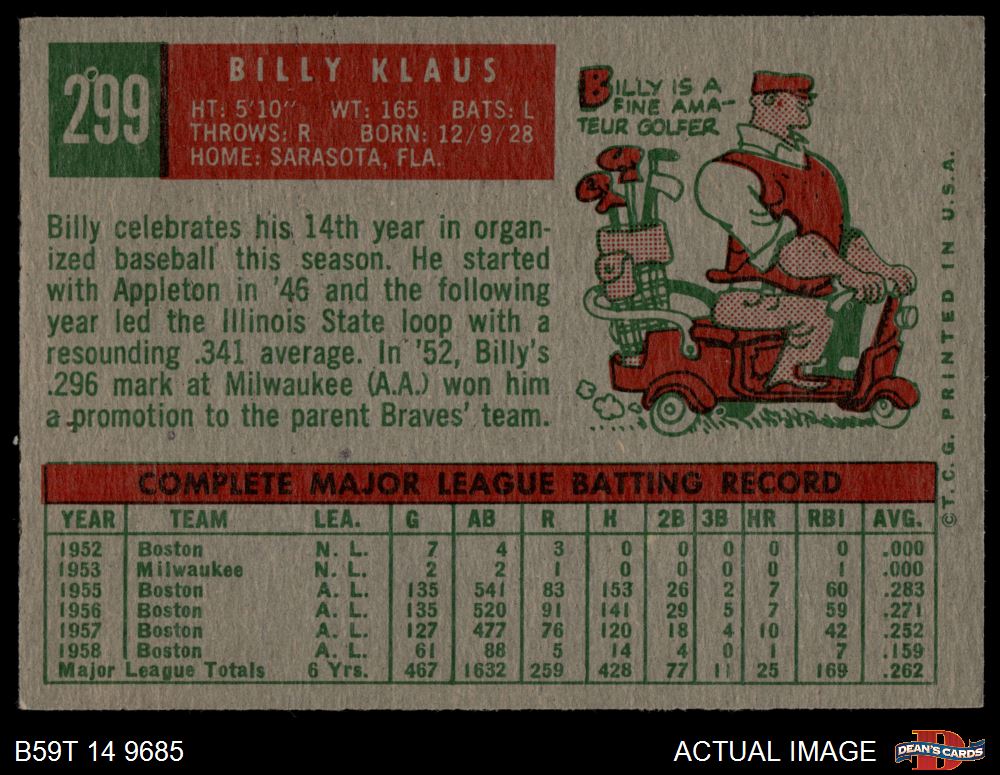 299
BILLY KLAUS
HT: 5'10" WT: 165 BATS: L
THROWS: R BORN: 12/9/28
HOME: SARASOTA, FLA.
BILLY IS A
FINE AMA-
TEUR GOLFER
Billy celebrates his 14th year in organ-
ized baseball this season. He started
with Appleton in '46 and the following
year led the Illinois State loop with a
resounding .341 average. In '52, Billy's
.296 mark at Milwaukee (A.A.) won him
a promotion to the parent Braves' team.
©T. C. G. PRINTED IN U.S.A.
COMPLETE MAJOR LEAGUE BATTING RECORD
YEAR TEAM LEA. G AB R H 2B 3B HR RBI AVG.
1952 Boston N. L. 7 4 3 0 0 0 0 0 .000
1953 Milwaukee N. L. 2 2 1 0 0 0 0 1 .000
1955 Boston A. L. 135 541 83 153 26 2 7 60 .283
1956 Boston A. L. 135 520 91 141 29 5 7 59 .271
1957 Boston A. L. 127 477 76 120 18 4 10 42 .252
1958 Boston A. L. 61 88 5 14 4 0 1 7 .159
Major League Totals 6 Yrs. 467 1632 259 428 77 11 25 169 .262
B59T 14 9685
ACTUAL IMAGE
DEAN'S CARDS